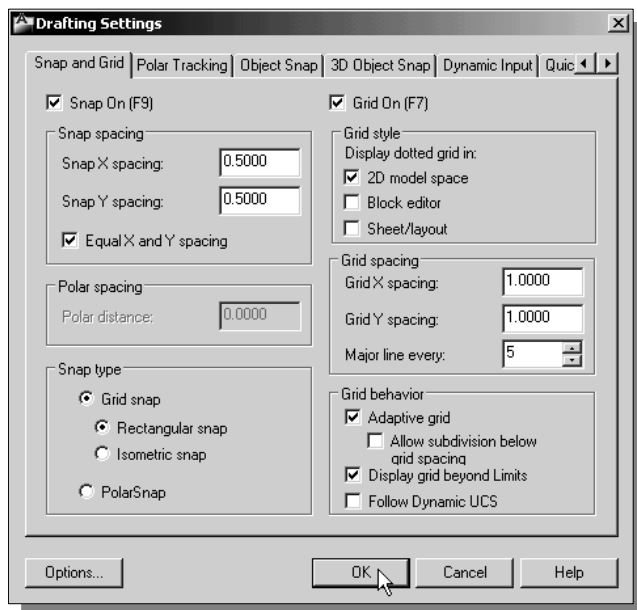 Drafting Settings
Snap and Grid Polar Tracking Object Snap 3D Object Snap Dynamic Input Quic
Snap On (F9)
Snap spacing
Snap X spacing: 0.5000
Snap Y spacing: 0.5000
Equal X and Y spacing
Polar spacing
Polar distance: 0.0000
Snap type
Grid snap
Rectangular snap
Isometric snap
PolarSnap
Grid On (F7)
Grid style
Display dotted grid in:
2D model space
Block editor
Sheet/layout
Grid spacing
Grid X spacing: 1.0000
Grid Y spacing: 1.0000
Major line every: 5
Grid behavior
Adaptive grid
Allow subdivision below
grid spacing
Display grid beyond Limits
Follow Dynamic UCS
Options... OK Cancel Help